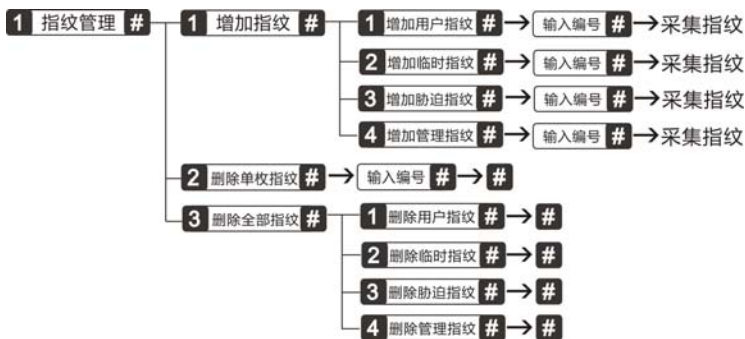 1 指纹管理 # 1 增加指纹 # 1 增加用户指纹 # → 输入编号 # → 采集指纹
2 增加临时指纹 # → 输入编号 # → 采集指纹
3 增加胁迫指纹 # → 输入编号 # → 采集指纹
4 增加管理指纹 # → 输入编号 # → 采集指纹
2 删除单枚指纹 # → 输入编号 # → #
3 删除全部指纹 # 1 删除用户指纹 # → #
2 删除临时指纹 # → #
3 删除胁迫指纹 # → #
4 删除管理指纹 # → #